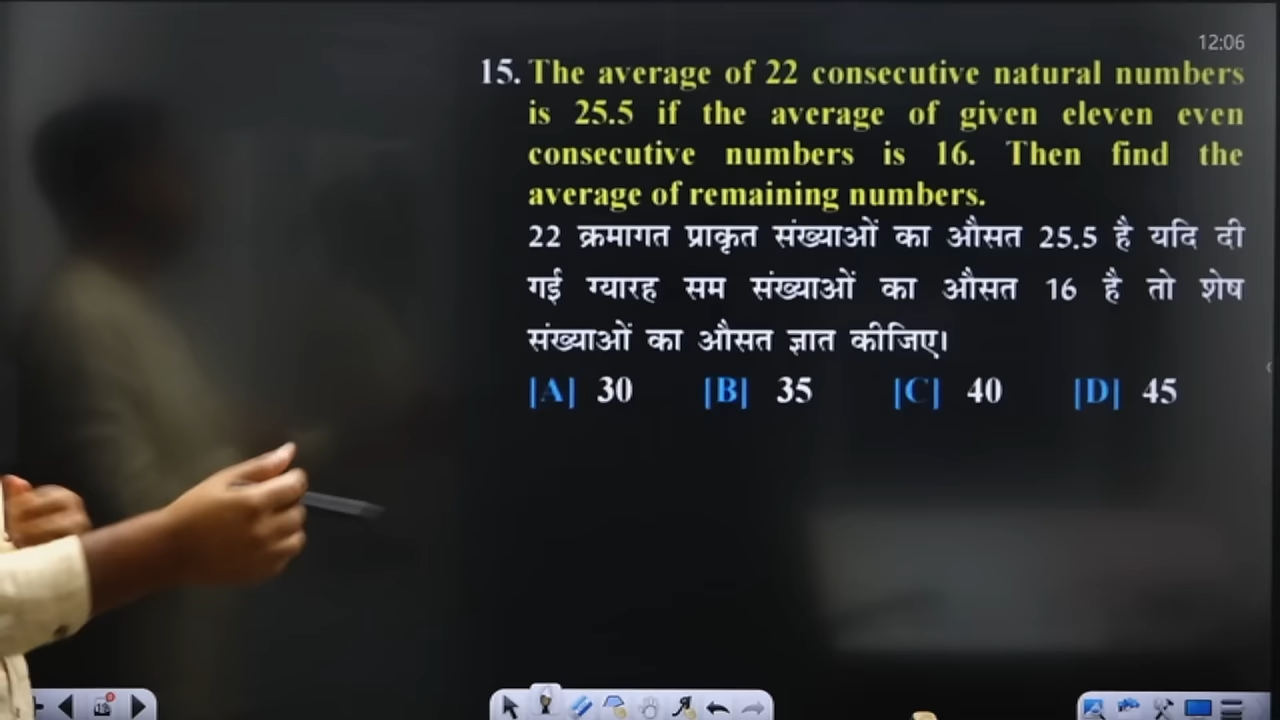 12:06
15. The average of 22 consecutive natural numbers
is 25.5 if the average of given eleven even
consecutive numbers is 16. Then find the
average of remaining numbers.
22 क्रमागत प्राकृत संख्याओं का औसत 25.5 है यदि दी
गई ग्यारह सम संख्याओं का औसत 16 है तो शेष
संख्याओं का औसत ज्ञात कीजिए।
[A] 30 [B] 35 [C] 40 [D] 45